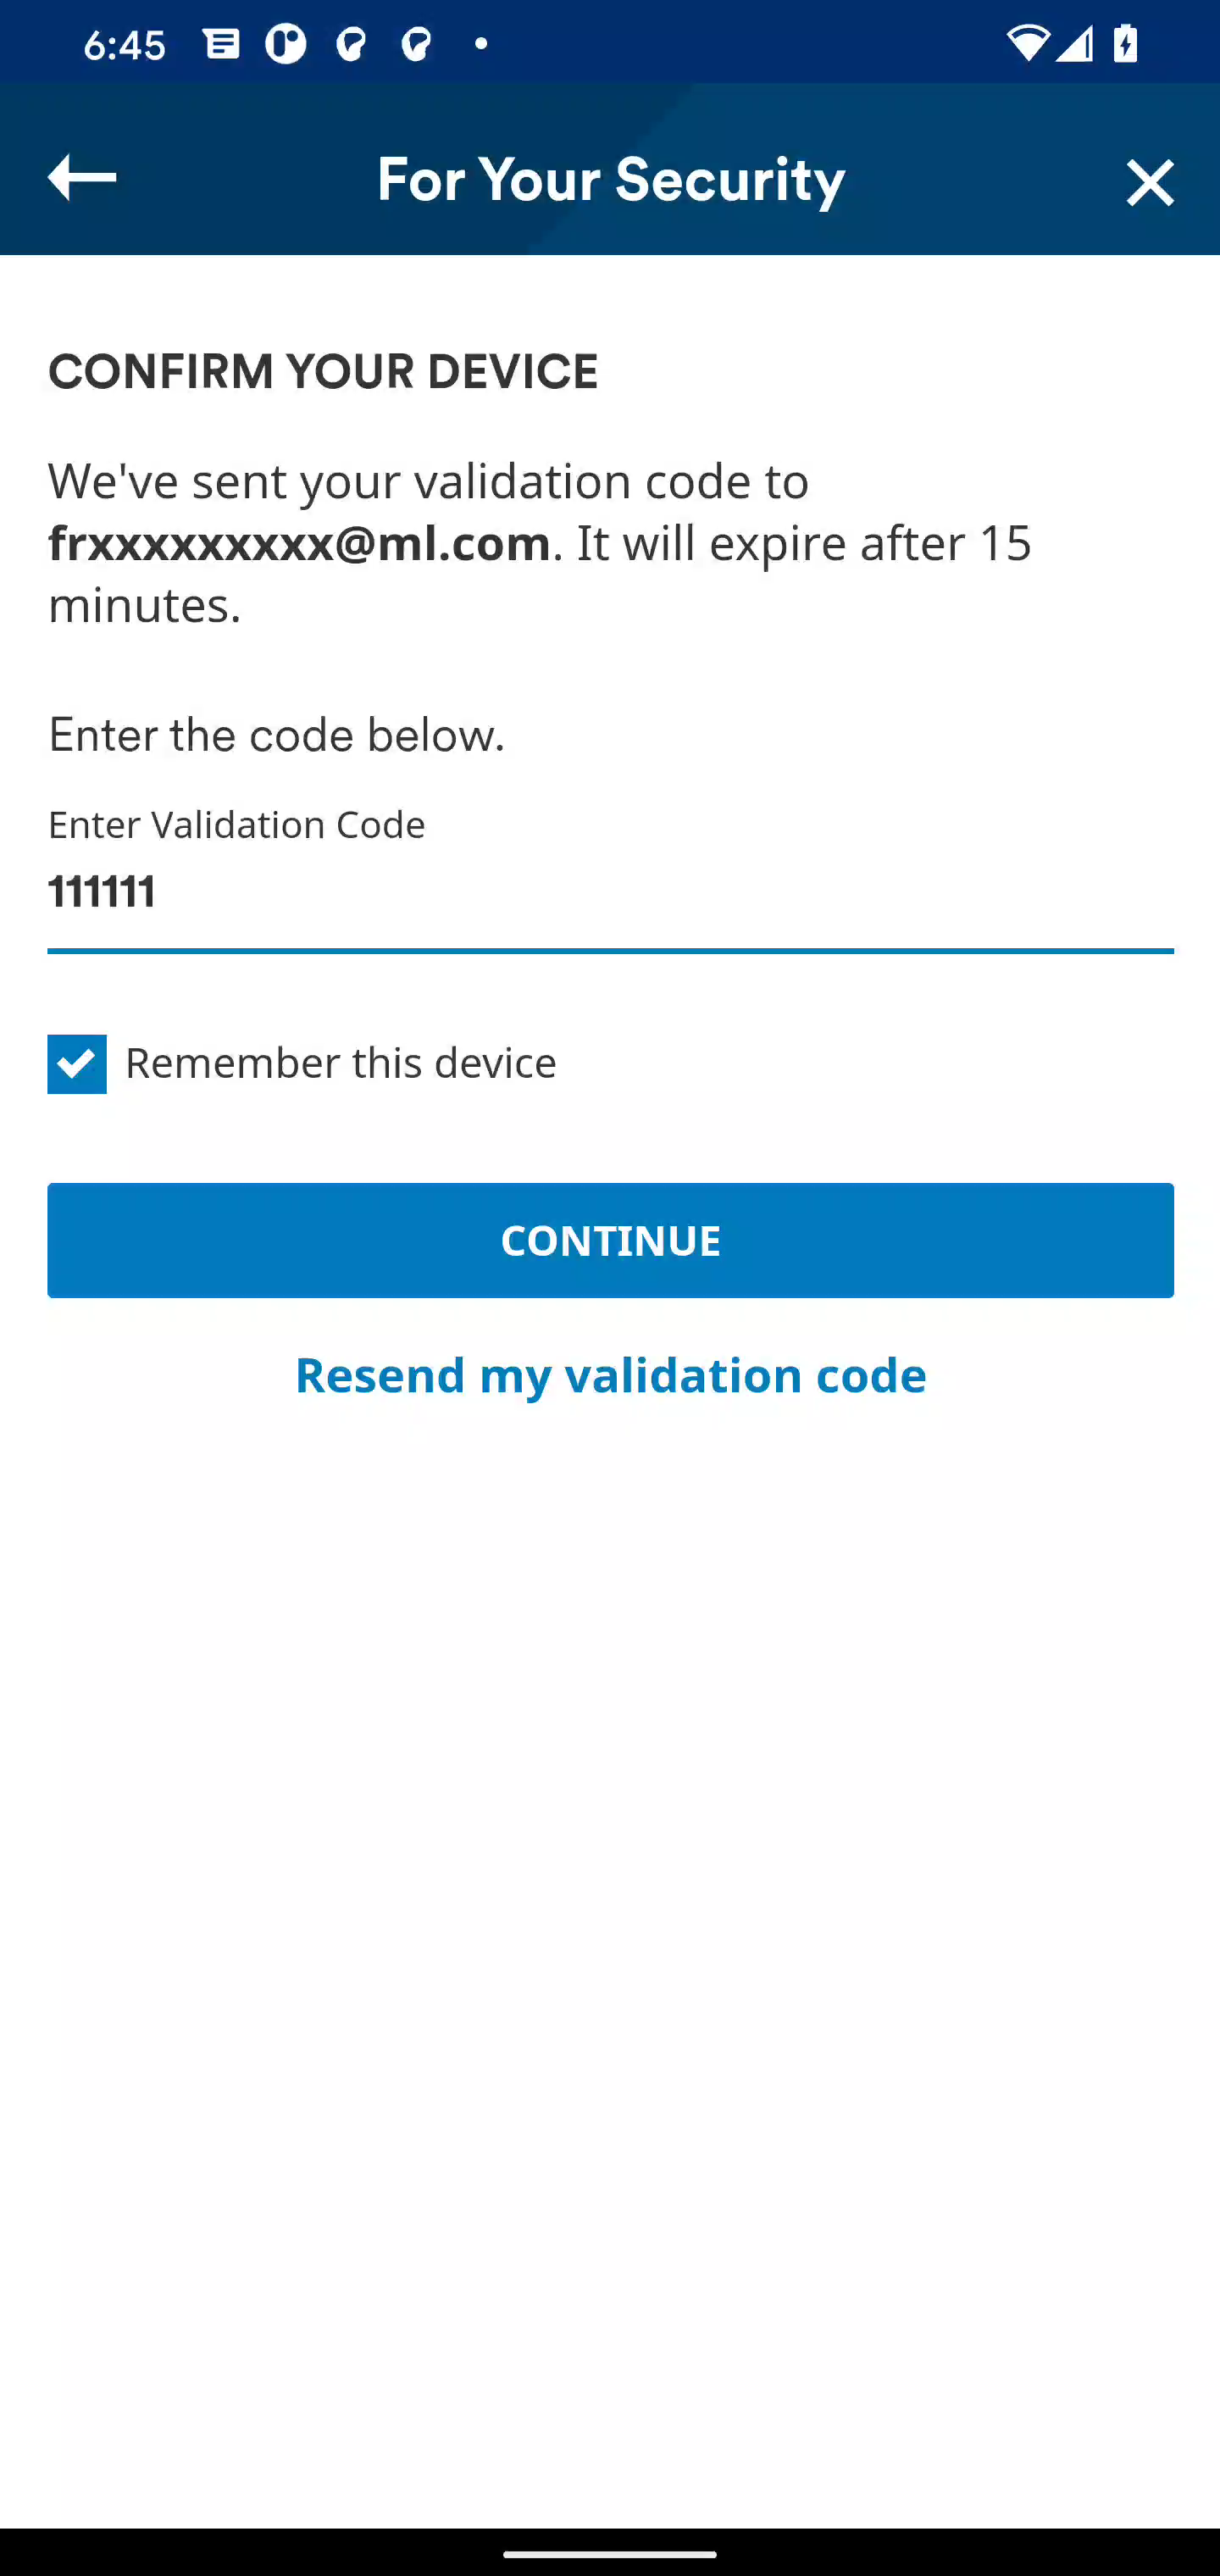 6:45
For Your Security
CONFIRM YOUR DEVICE
We've sent your validation code to
frxxxxxxxxx@ml.com. It will expire after 15
minutes.
Enter the code below.
Enter Validation Code
111111
Remember this device
CONTINUE
Resend my validation code